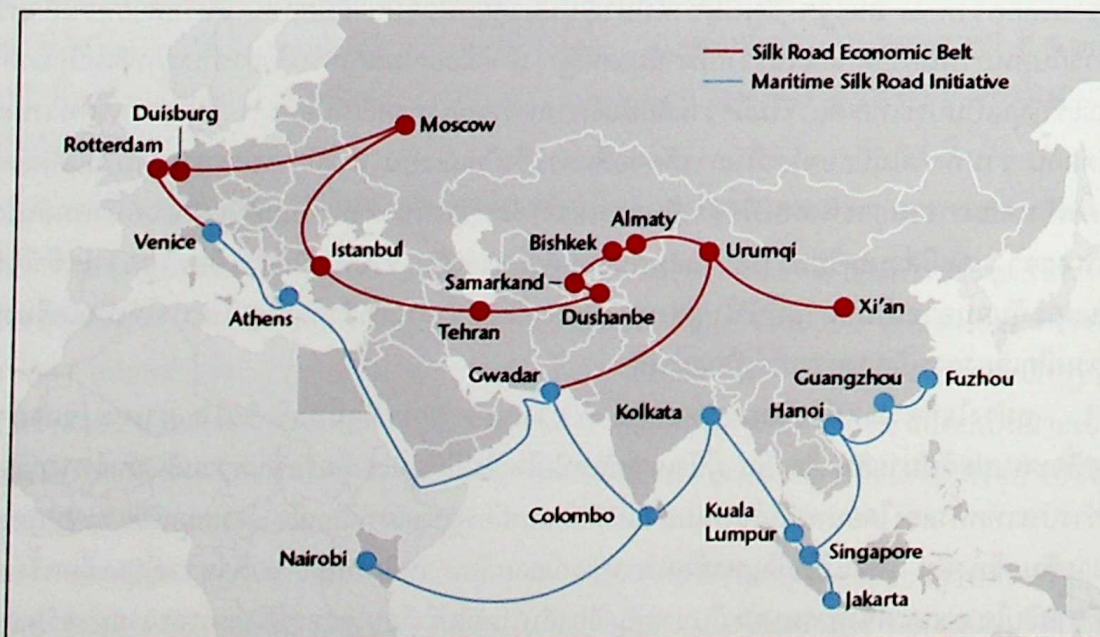 Silk Road Economic Belt
Maritime Silk Road Initiative
Duisburg
Moscow
Rotterdam
Almaty
Venice
Istanbul
Bishkek
Urumqi
Samarkand
Athens
Tehran
Dushanbe
Xi'an
Gwadar
Guangzhou
Fuzhou
Kolkata
Hanoi
Colombo
Kuala
Lumpur
Singapore
Nairobi
Jakarta